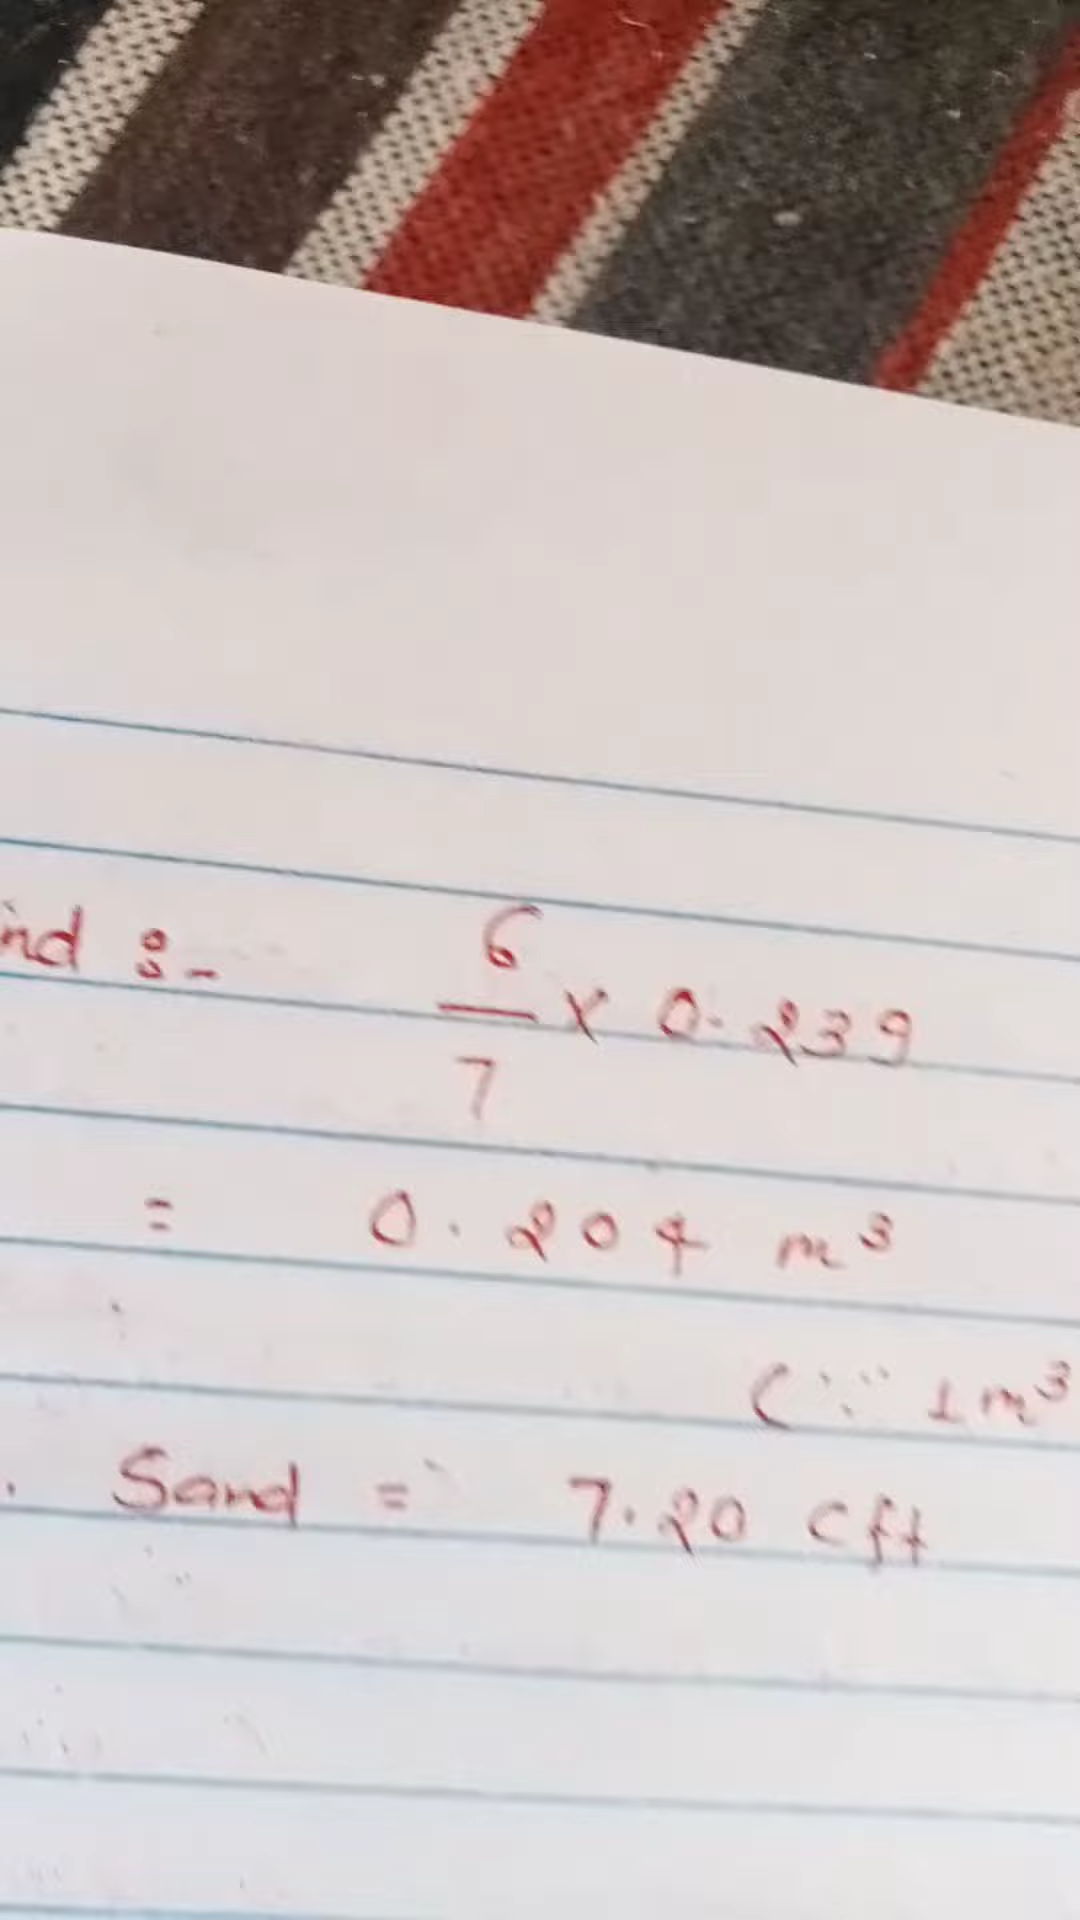 nd :- 6/7 x 0.239
= 0.204 m³
(∵ 1m³
. Sand = 7.20 cft